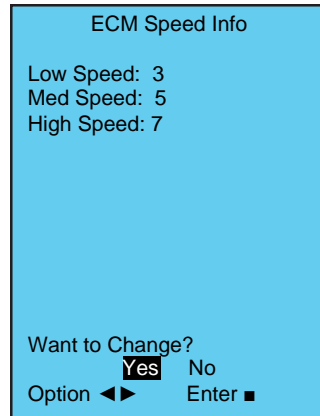 ECM Speed Info
Low Speed: 3
Med Speed: 5
High Speed: 7
Want to Change?
Yes No
Option ◄► Enter ■